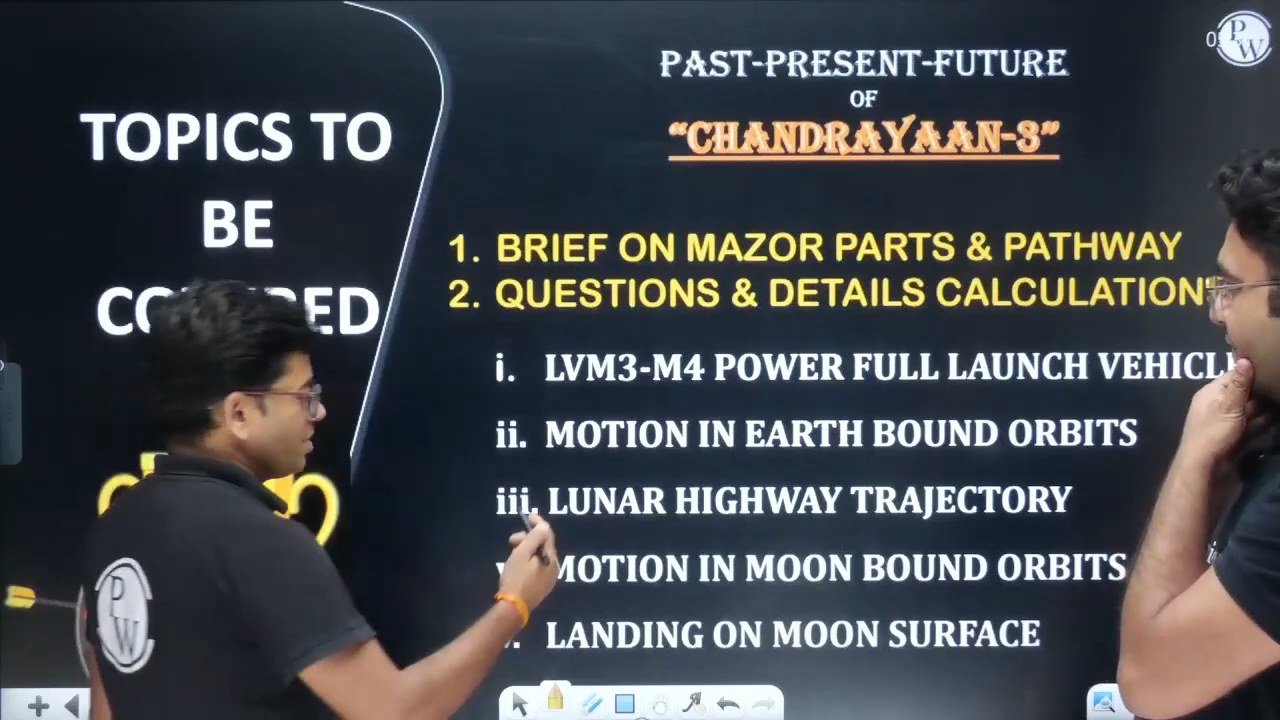 TOPICS TO
BE
PAST-PRESENT-FUTURE
OF
“CHANDRAYAAN-3”
1. BRIEF ON MAZOR PARTS & PATHWAY
2. QUESTIONS & DETAILS CALCULATION
i. LVM3-M4 POWER FULL LAUNCH
ii. MOTION IN EARTH BOUND ORBITS
iii. LUNAR HIGHWAY TRAJECTORY
MOTION IN MOON BOUND ORBITS
LANDING ON MOON SURFACE
PW
PW